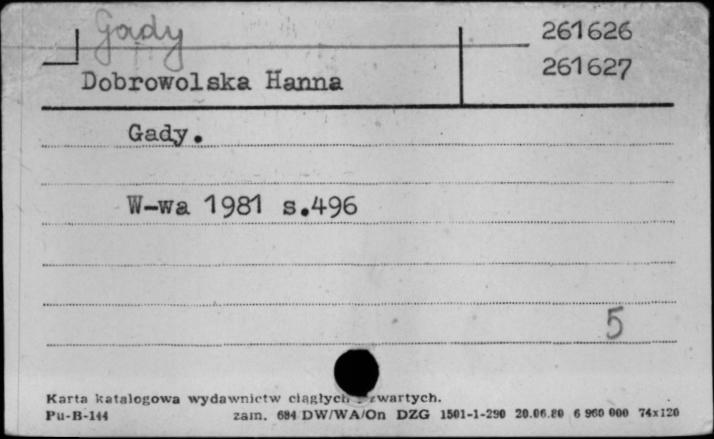 Gady
261626
261627
Dobrowolska Hanna
Gady.
W-wa 1981 s.496
5
Karta katalogowa wydawnictw ciągłych zwartych.
Pu-B-144 zam. 684 DW/WA/On DZG 1501-1-290 20.06.80 6 960 000 74x120